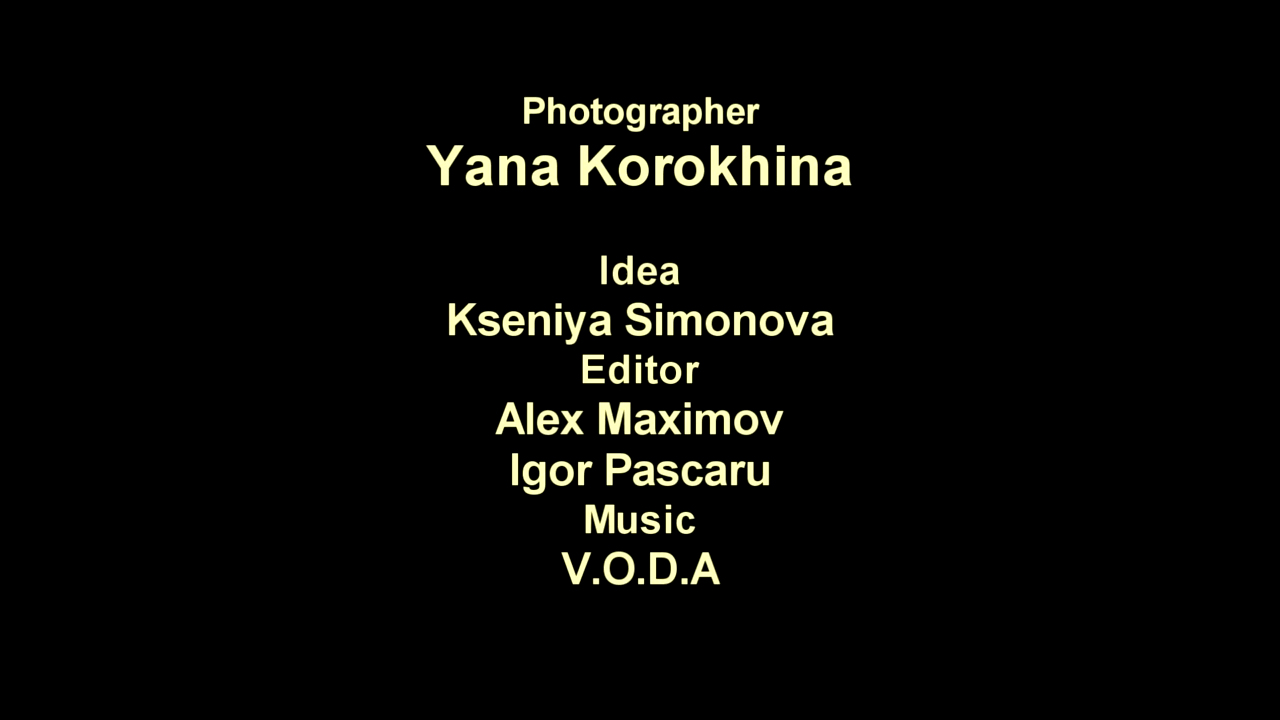 Photographer
Yana Korokhina
Idea
Kseniya Simonova
Editor
Alex Maximov
Igor Pascaru
Music
V.O.D.A